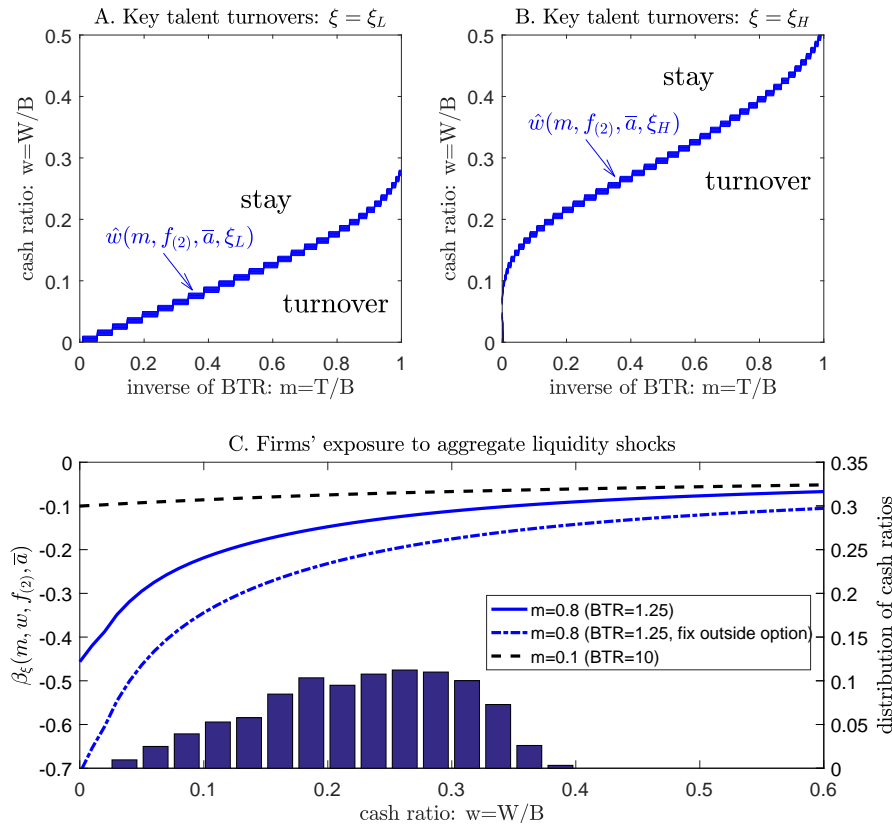 A. Key talent turnovers: ξ = ξ_L
0.5
0.4
0.3
0.2
0.1
0
cash ratio: w=W/B
stay
ŵ(m, f_(2), a̅, ξ_L)
turnover
0
0.2
0.4
0.6
0.8
1
inverse of BTR: m=T/B
B. Key talent turnovers: ξ = ξ_H
0.5
0.4
0.3
0.2
0.1
0
cash ratio: w=W/B
stay
ŵ(m, f_(2), a̅, ξ_H)
turnover
0
0.2
0.4
0.6
0.8
1
inverse of BTR: m=T/B
C. Firms' exposure to aggregate liquidity shocks
0
-0.1
-0.2
-0.3
-0.4
-0.5
-0.6
-0.7
β_ξ(m, w, f_(2), a̅)
0.35
0.3
0.25
0.2
0.15
0.1
0.05
0
distribution of cash ratios
m=0.8 (BTR=1.25)
m=0.8 (BTR=1.25, fix outside option)
m=0.1 (BTR=10)
0
0.1
0.2
0.3
0.4
0.5
0.6
cash ratio: w=W/B